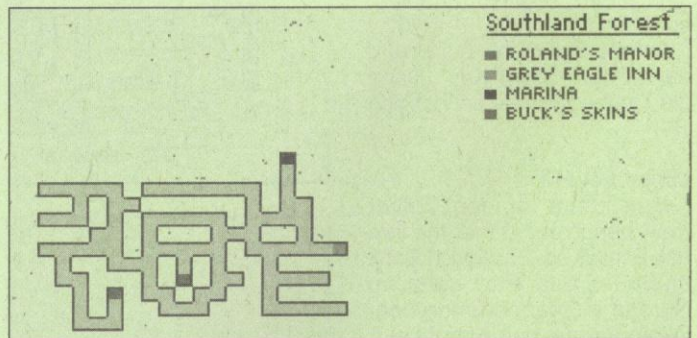 Southland Forest
ROLAND'S MANOR
GREY EAGLE INN
MARINA
BUCK'S SKINS